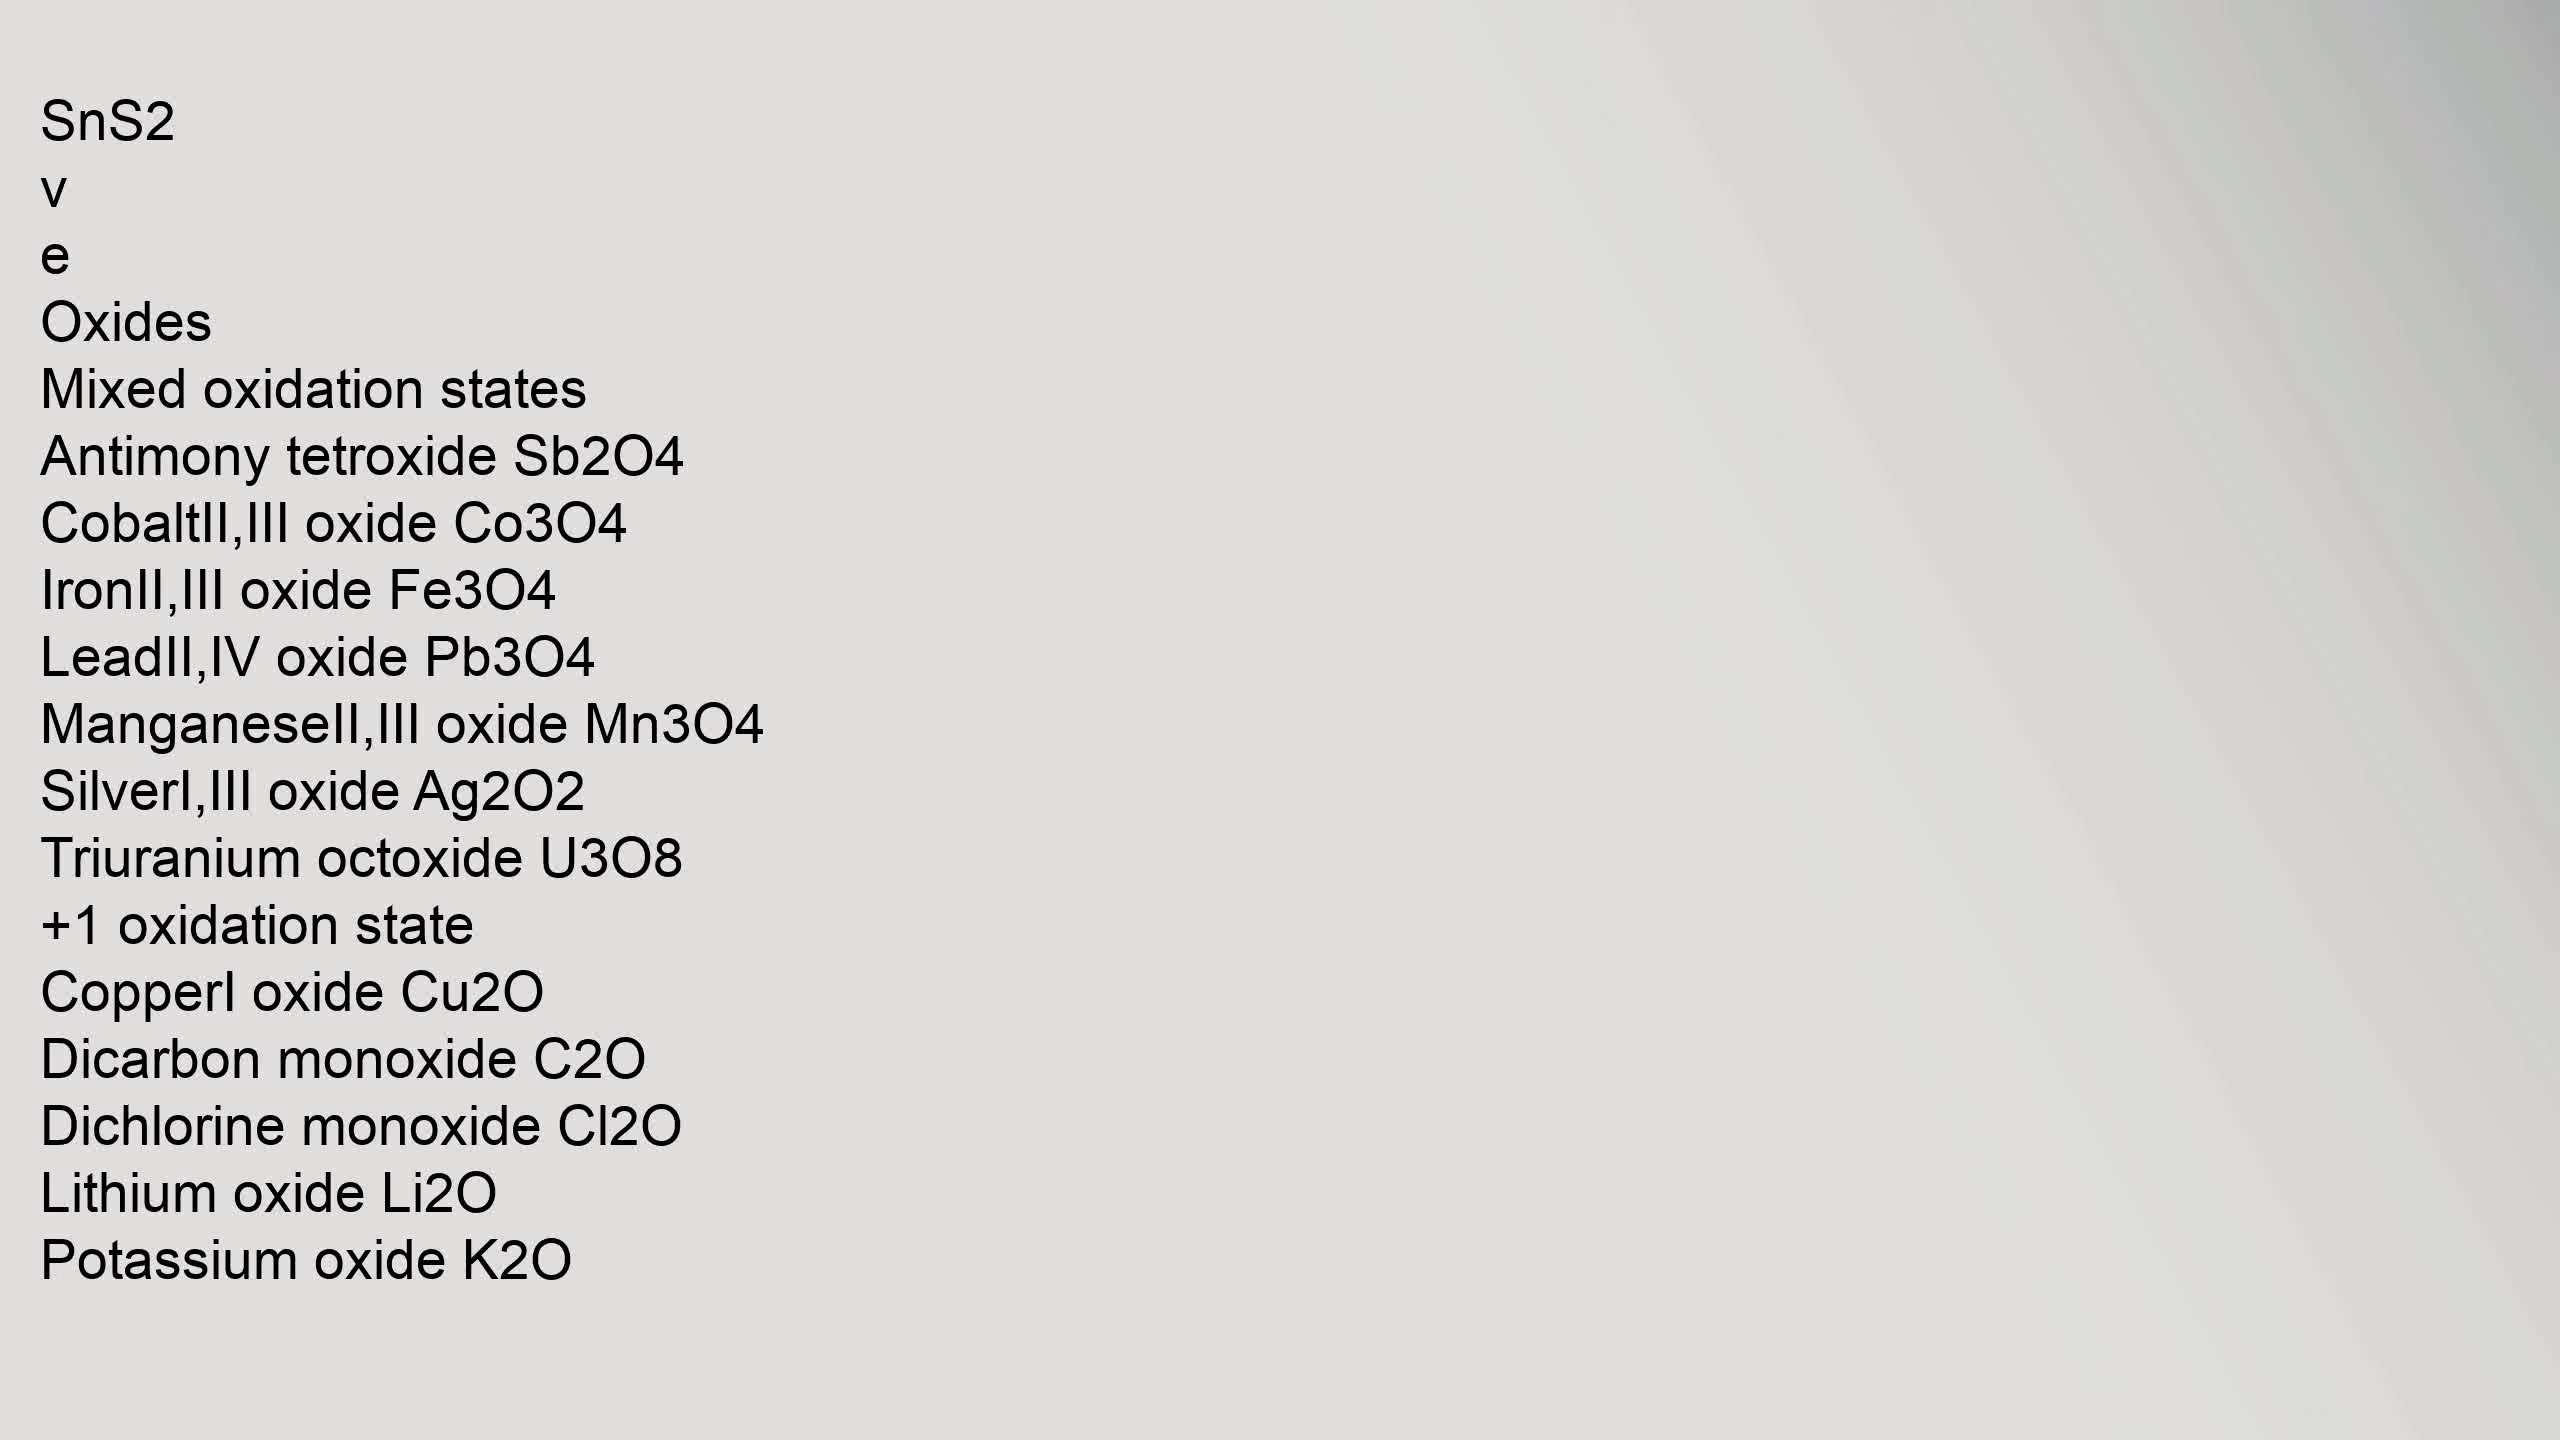 SnS2
v
e
Oxides
Mixed oxidation states
Antimony tetroxide Sb2O4
CobaltII,III oxide Co3O4
IronII,III oxide Fe3O4
LeadII,IV oxide Pb3O4
ManganeseII,III oxide Mn3O4
SilverI,III oxide Ag2O2
Triuranium octoxide U3O8
+1 oxidation state
CopperI oxide Cu2O
Dicarbon monoxide C2O
Dichlorine monoxide Cl2O
Lithium oxide Li2O
Potassium oxide K2O